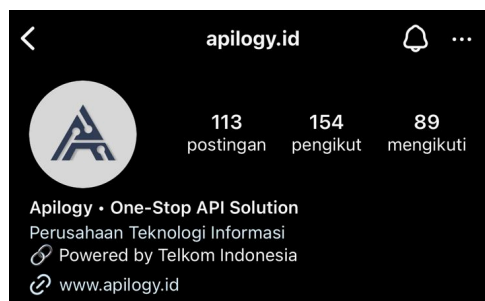 apilogy.id
113 154 89
postingan pengikut mengikuti
Apilogy • One-Stop API Solution
Perusahaan Teknologi Informasi
Powered by Telkom Indonesia
www.apilogy.id